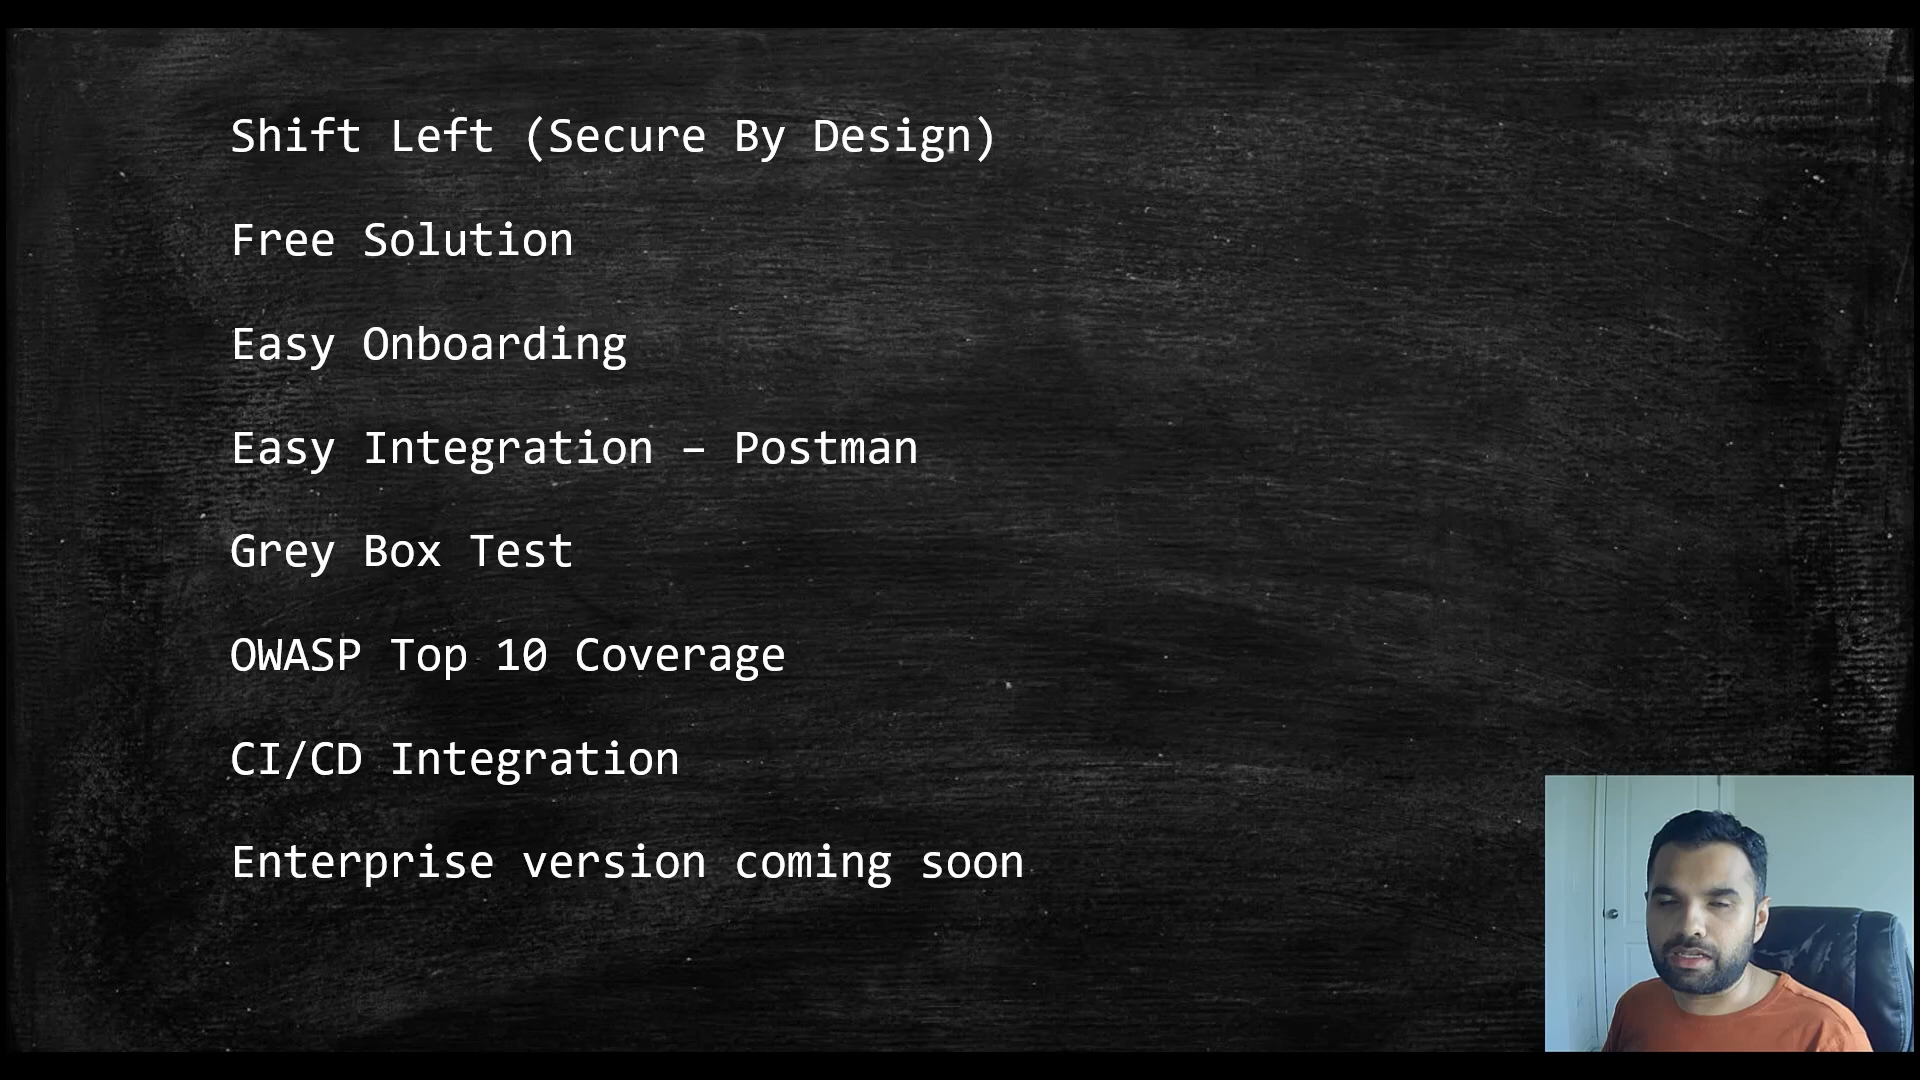 Shift Left (Secure By Design)
Free Solution
Easy Onboarding
Easy Integration – Postman
Grey Box Test
OWASP Top 10 Coverage
CI/CD Integration
Enterprise version coming soon